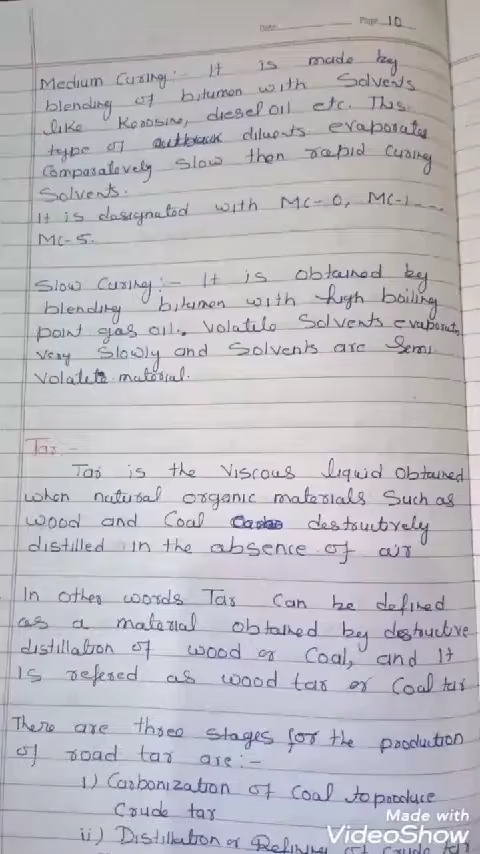 Date Page 10
Medium Curing :- It is made by
blending of bitumen with Solvents
like Kerosine, diesel oil etc. This
type of cutback diluents evaporates
Comparatevely Slow then rapid Curing
Solvents.
It is designated with MC-0, MC-1 ----
MC-5.
Slow Curing :- It is obtained by
blending bitumen with high boiling
point gas oil. Volatile Solvents evaporate
very Slowly and Solvents are Semi
Volatile material.
Tar :-
Tar is the Viscous liquid obtained
when natural organic materials Such as
wood and Coal destructively
distilled in the absence of air
In other words Tar Can be defined
as a material obtained by destructive
distillation of wood or Coal, and It
Is refered as wood tar or Coal tar
There are three stages for the production
of road tar are :-
i) Carbonization of Coal to produce
Crude tar
ii) Distillation or Refining of Crude tar
Made with
VideoShow